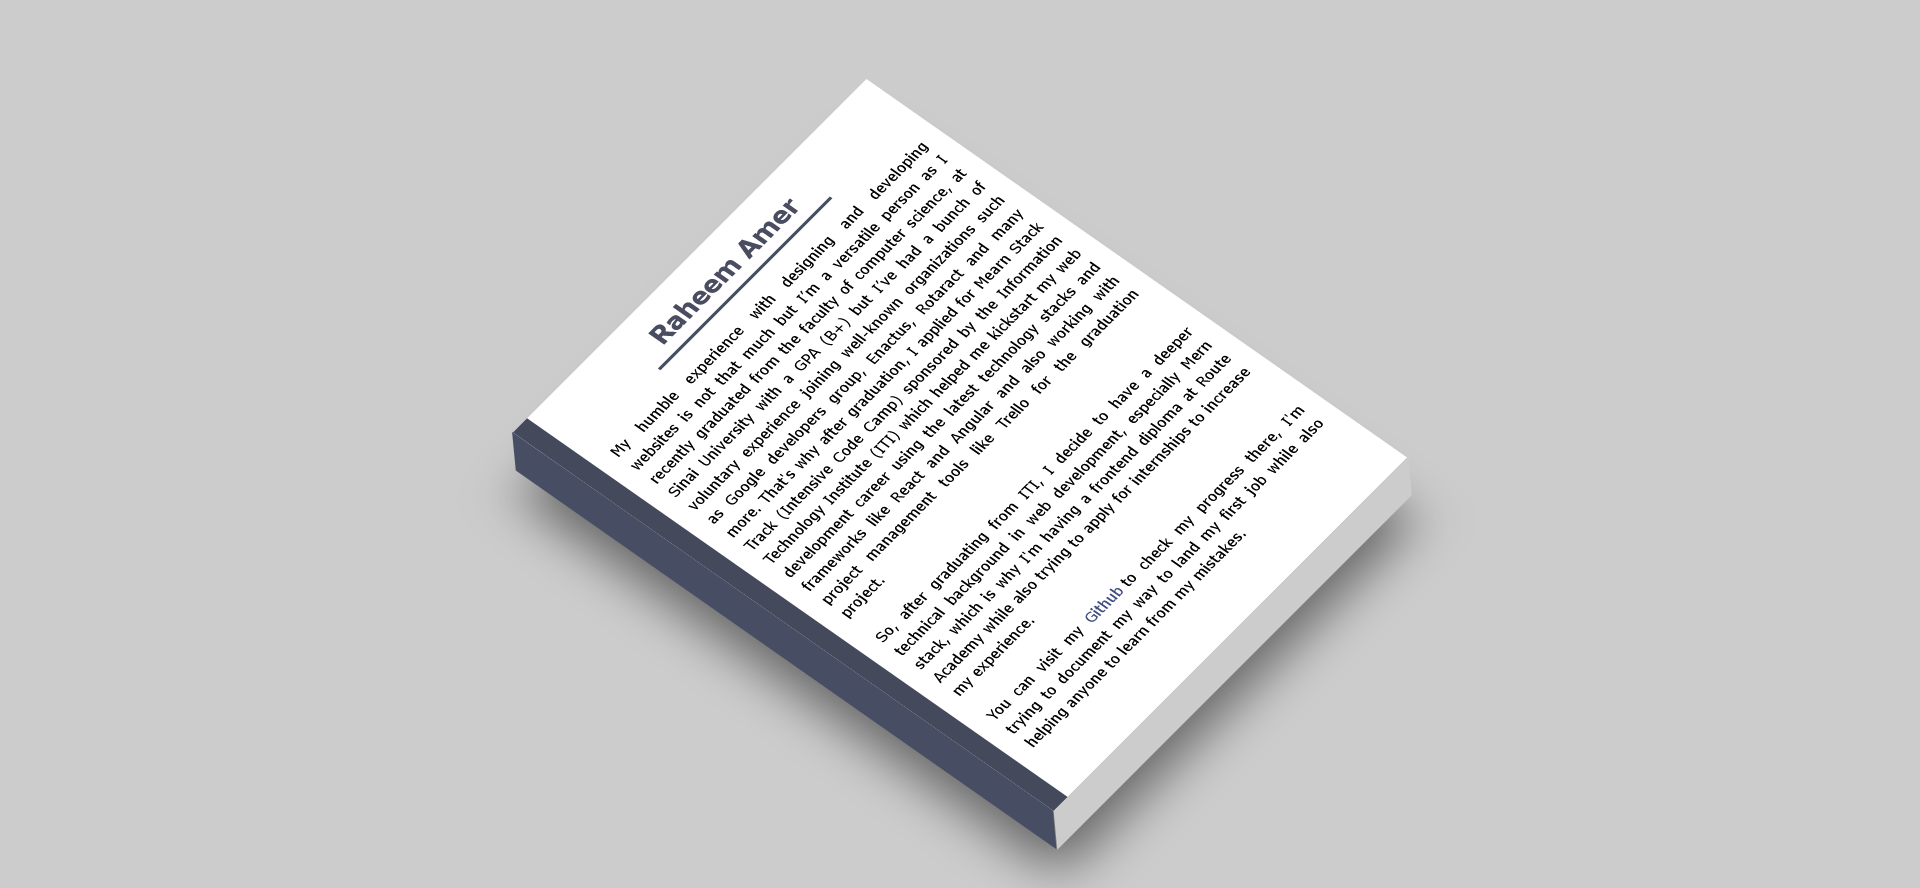 Raheem Amer
My humble experience with designing and developing
websites is not that much but I'm a versatile person as I
recently graduated from the faculty of computer science, at
Sinai University with a GPA (B+) but I've had a bunch of
voluntary experience joining well-known organizations such
as Google developers group, Enactus, Rotaract and many
more. That's why after graduation, I applied for Mearn Stack
Track (Intensive Code Camp) sponsored by the Information
Technology Institute (ITI) which helped me kickstart my web
development career using the latest technology stacks and
frameworks like React and Angular and also working with
project management tools like Trello for the graduation
project.
So, after graduating from ITI, I decide to have a deeper
technical background in web development, especially Mern
stack, which is why I'm having a frontend diploma at Route
Academy while also trying to apply for internships to increase
my experience.
You can visit my Github to check my progress there, I'm
trying to document my way to land my first job while also
helping anyone to learn from my mistakes.